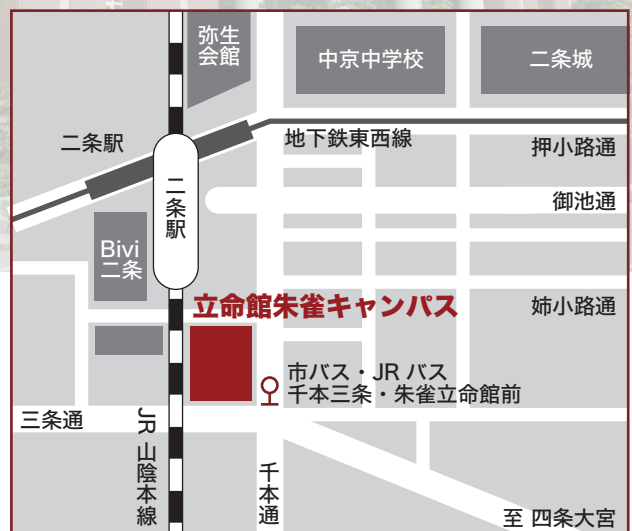 弥生
会館
中京中学校
二条城
二条駅
地下鉄東西線
押小路通
二条駅
御池通
Bivi
二条
立命館朱雀キャンパス
姉小路通
市バス・JR バス
千本三条・朱雀立命館前
三条通
JR 山陰本線
千本通
至 四条大宮